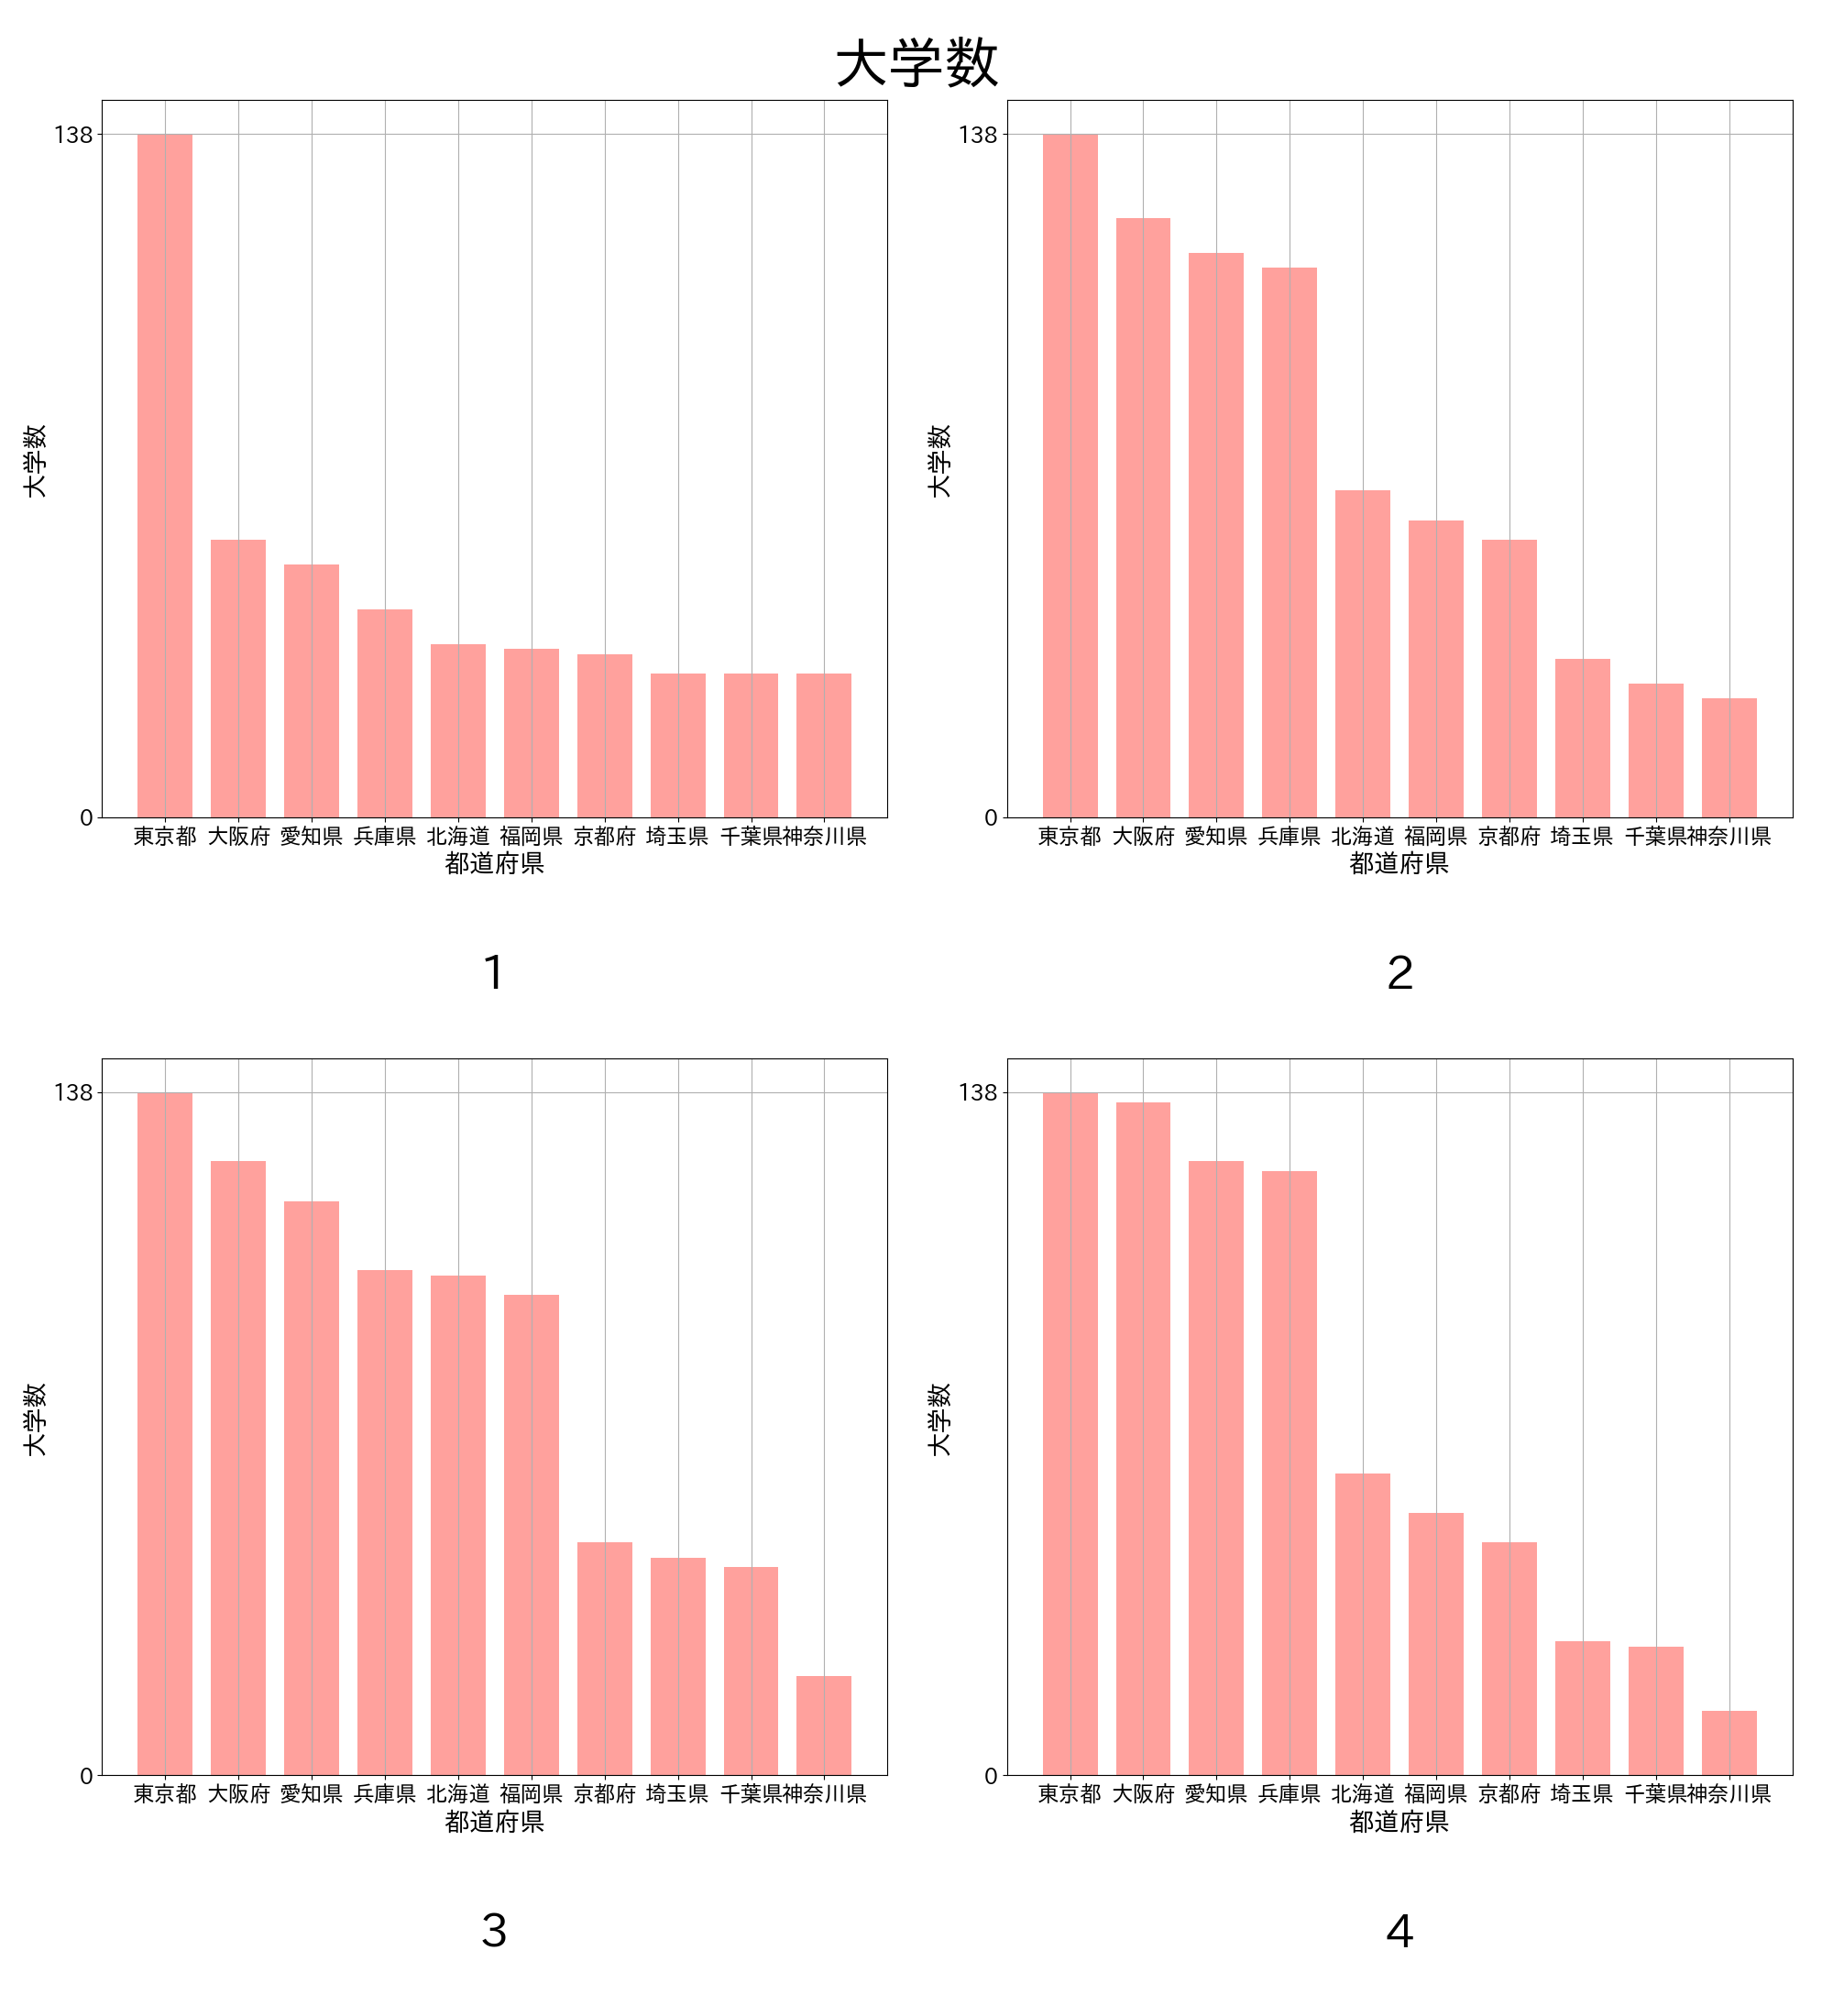 大学数
138
0
大学数
東京都 大阪府 愛知県 兵庫県 北海道 福岡県 京都府 埼玉県 千葉県 神奈川県
都道府県
1
138
0
大学数
東京都 大阪府 愛知県 兵庫県 北海道 福岡県 京都府 埼玉県 千葉県 神奈川県
都道府県
2
138
0
大学数
東京都 大阪府 愛知県 兵庫県 北海道 福岡県 京都府 埼玉県 千葉県 神奈川県
都道府県
3
138
0
大学数
東京都 大阪府 愛知県 兵庫県 北海道 福岡県 京都府 埼玉県 千葉県 神奈川県
都道府県
4